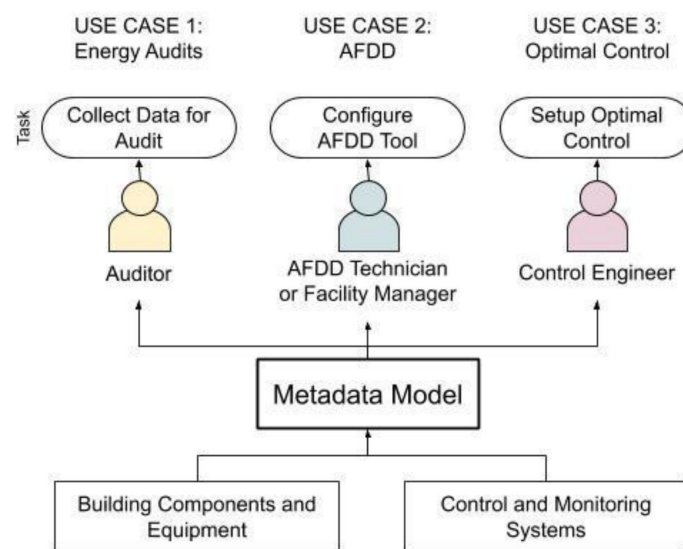 USE CASE 1:
Energy Audits
USE CASE 2:
AFDD
USE CASE 3:
Optimal Control
Task
Collect Data for
Audit
Configure
AFDD Tool
Setup Optimal
Control
Auditor
AFDD Technician
or Facility Manager
Control Engineer
Metadata Model
Building Components and
Equipment
Control and Monitoring
Systems